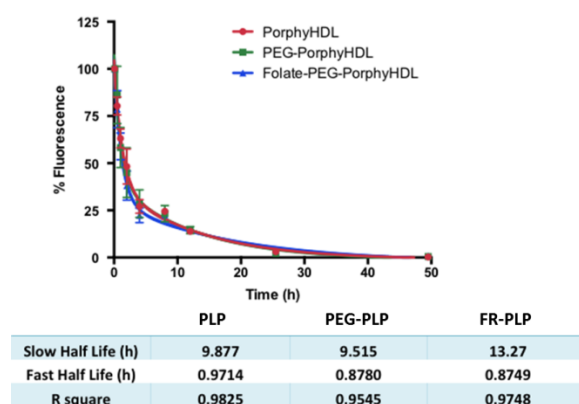 125
PorphyHDL
PEG-PorphyHDL
Folate-PEG-PorphyHDL
100
75
50
25
0
% Fluorescence
0 10 20 30 40 50
Time (h)
PLP PEG-PLP FR-PLP
Slow Half Life (h) 9.877 9.515 13.27
Fast Half Life (h) 0.9714 0.8780 0.8749
R square 0.9825 0.9545 0.9748